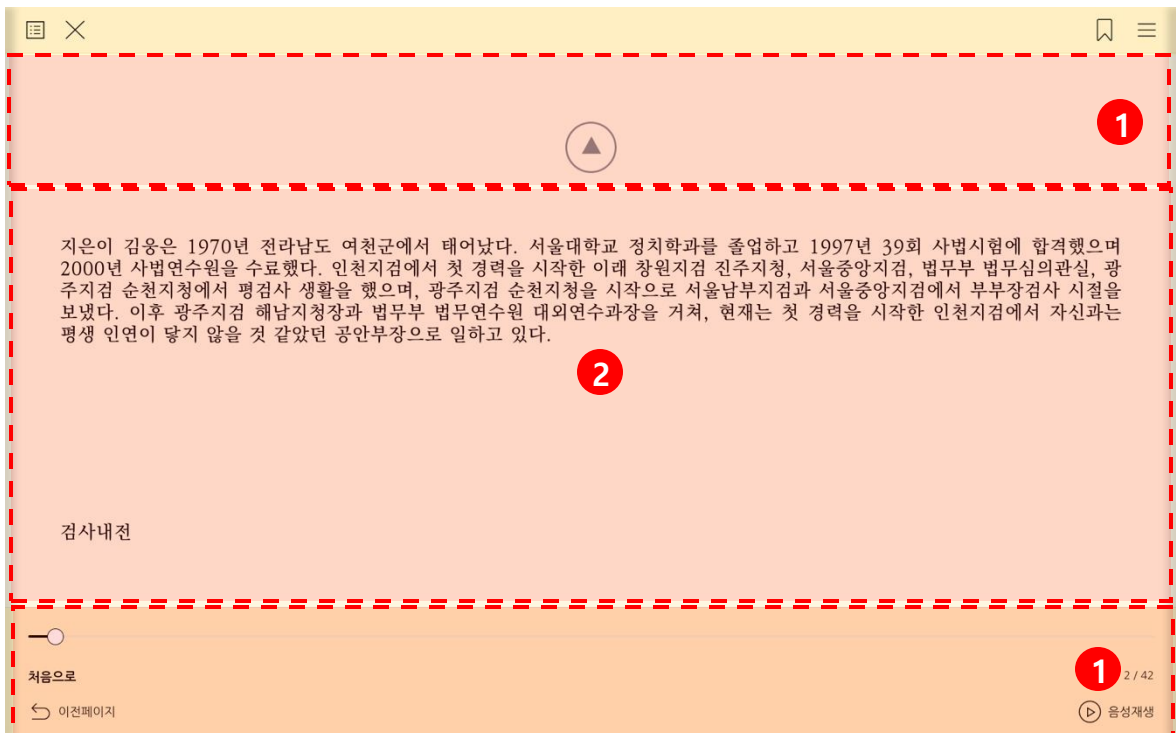 1
지은이 김웅은 1970년 전라남도 여천군에서 태어났다. 서울대학교 정치학과를 졸업하고 1997년 39회 사법시험에 합격했으며
2000년 사법연수원을 수료했다. 인천지검에서 첫 경력을 시작한 이래 창원지검 진주지청, 서울중앙지검, 법무부 법무심의관실, 광
주지검 순천지청에서 평검사 생활을 했으며, 광주지검 순천지청을 시작으로 서울남부지검과 서울중앙지검에서 부부장검사 시절을
보냈다. 이후 광주지검 해남지청장과 법무부 법무연수원 대외연수과장을 거쳐, 현재는 첫 경력을 시작한 인천지검에서 자신과는
평생 인연이 닿지 않을 것 같았던 공안부장으로 일하고 있다.
2
검사내전
처음으로
1
2 / 42
이전페이지
음성재생